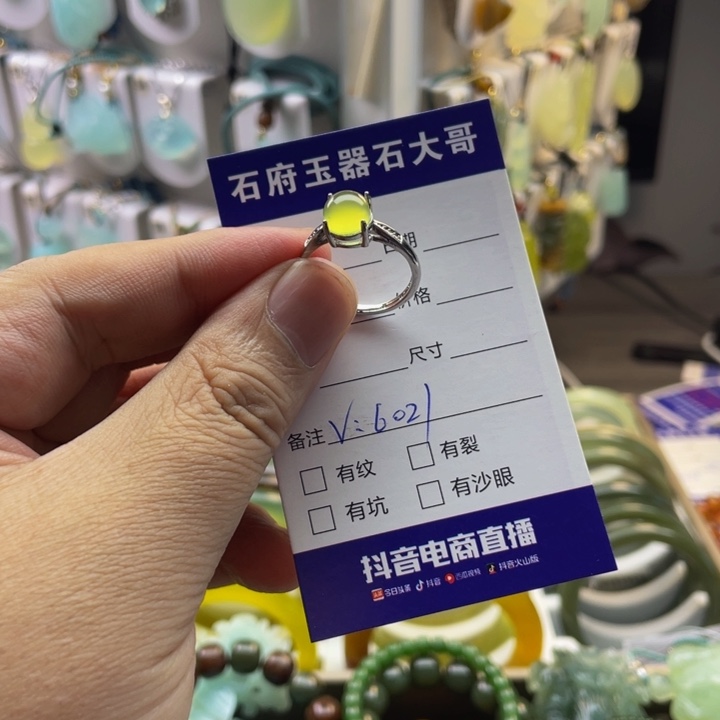 石府玉器石大哥
日期
价格
尺寸
备注 V:6021
有纹 有裂
有坑 有沙眼
抖音电商直播
今日头条 抖音 西瓜视频 抖音火山版